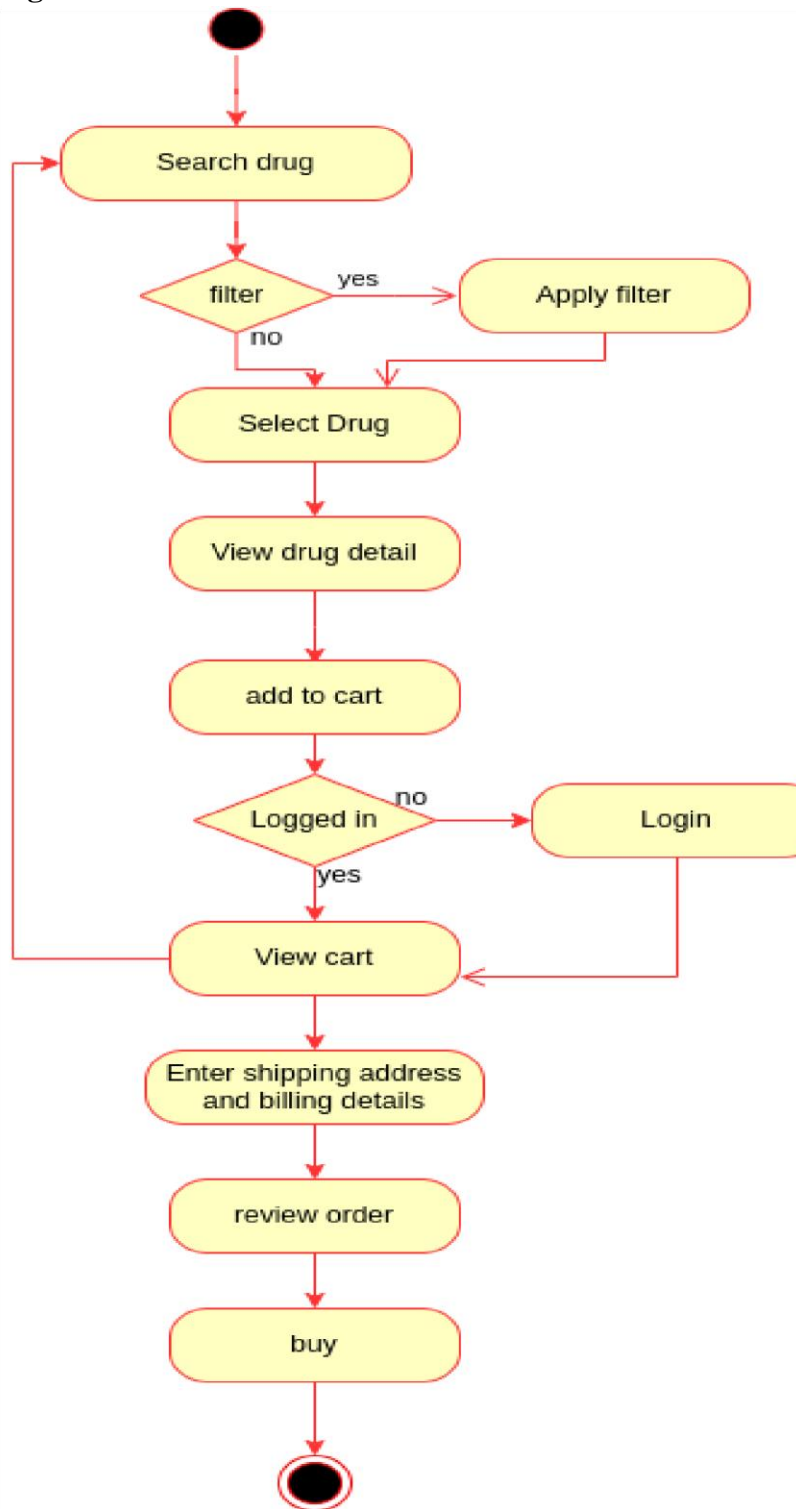 Search drug
filter
yes
Apply filter
no
Select Drug
View drug detail
add to cart
Logged in
no
Login
yes
View cart
Enter shipping address
and billing details
review order
buy